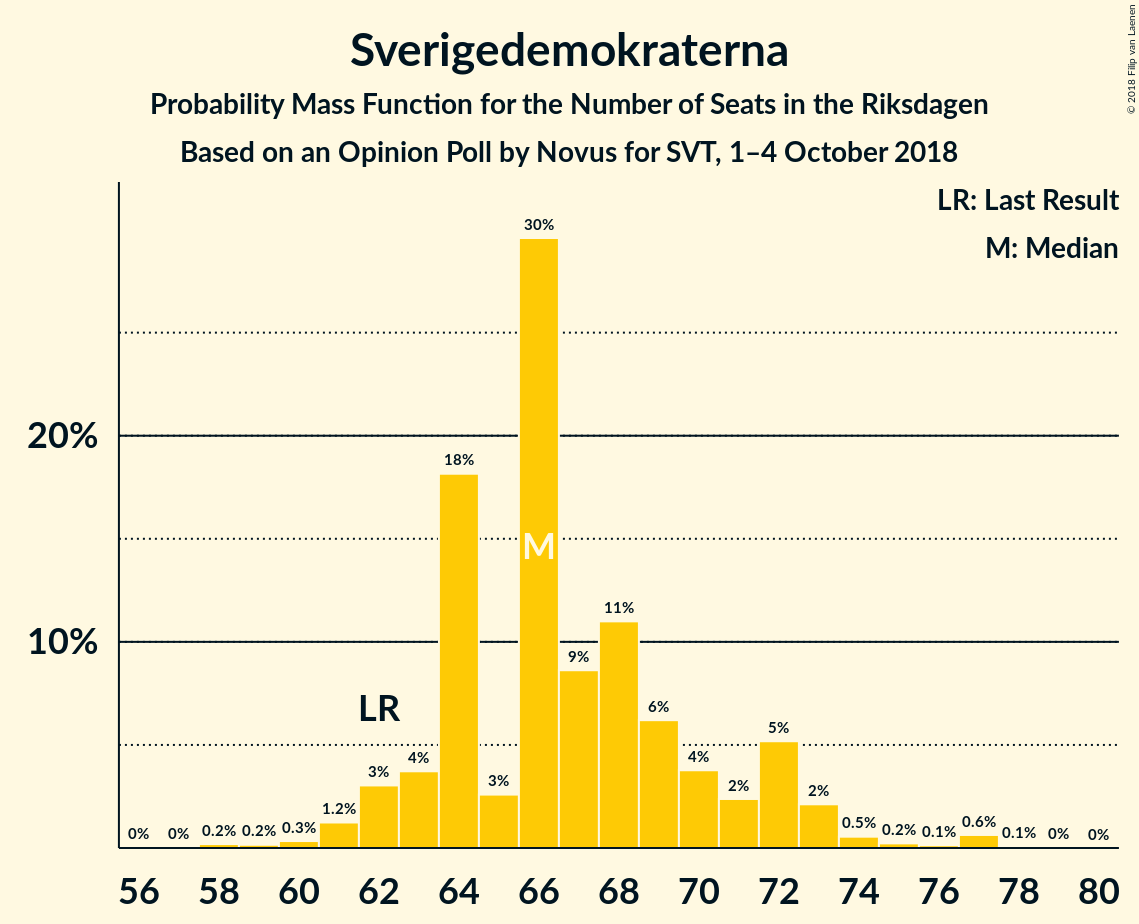 Sverigedemokraterna
Probability Mass Function for the Number of Seats in the Riksdagen
Based on an Opinion Poll by Novus for SVT, 1–4 October 2018
© 2018 Filip van Laenen
LR: Last Result
M: Median
20%
10%
0% 0% 0.2% 0.2% 0.3% 1.2% 3% 4% 18% 3% 30% 9% 11% 6% 4% 2% 5% 2% 0.5% 0.2% 0.1% 0.6% 0.1% 0% 0%
LR
M
56 58 60 62 64 66 68 70 72 74 76 78 80